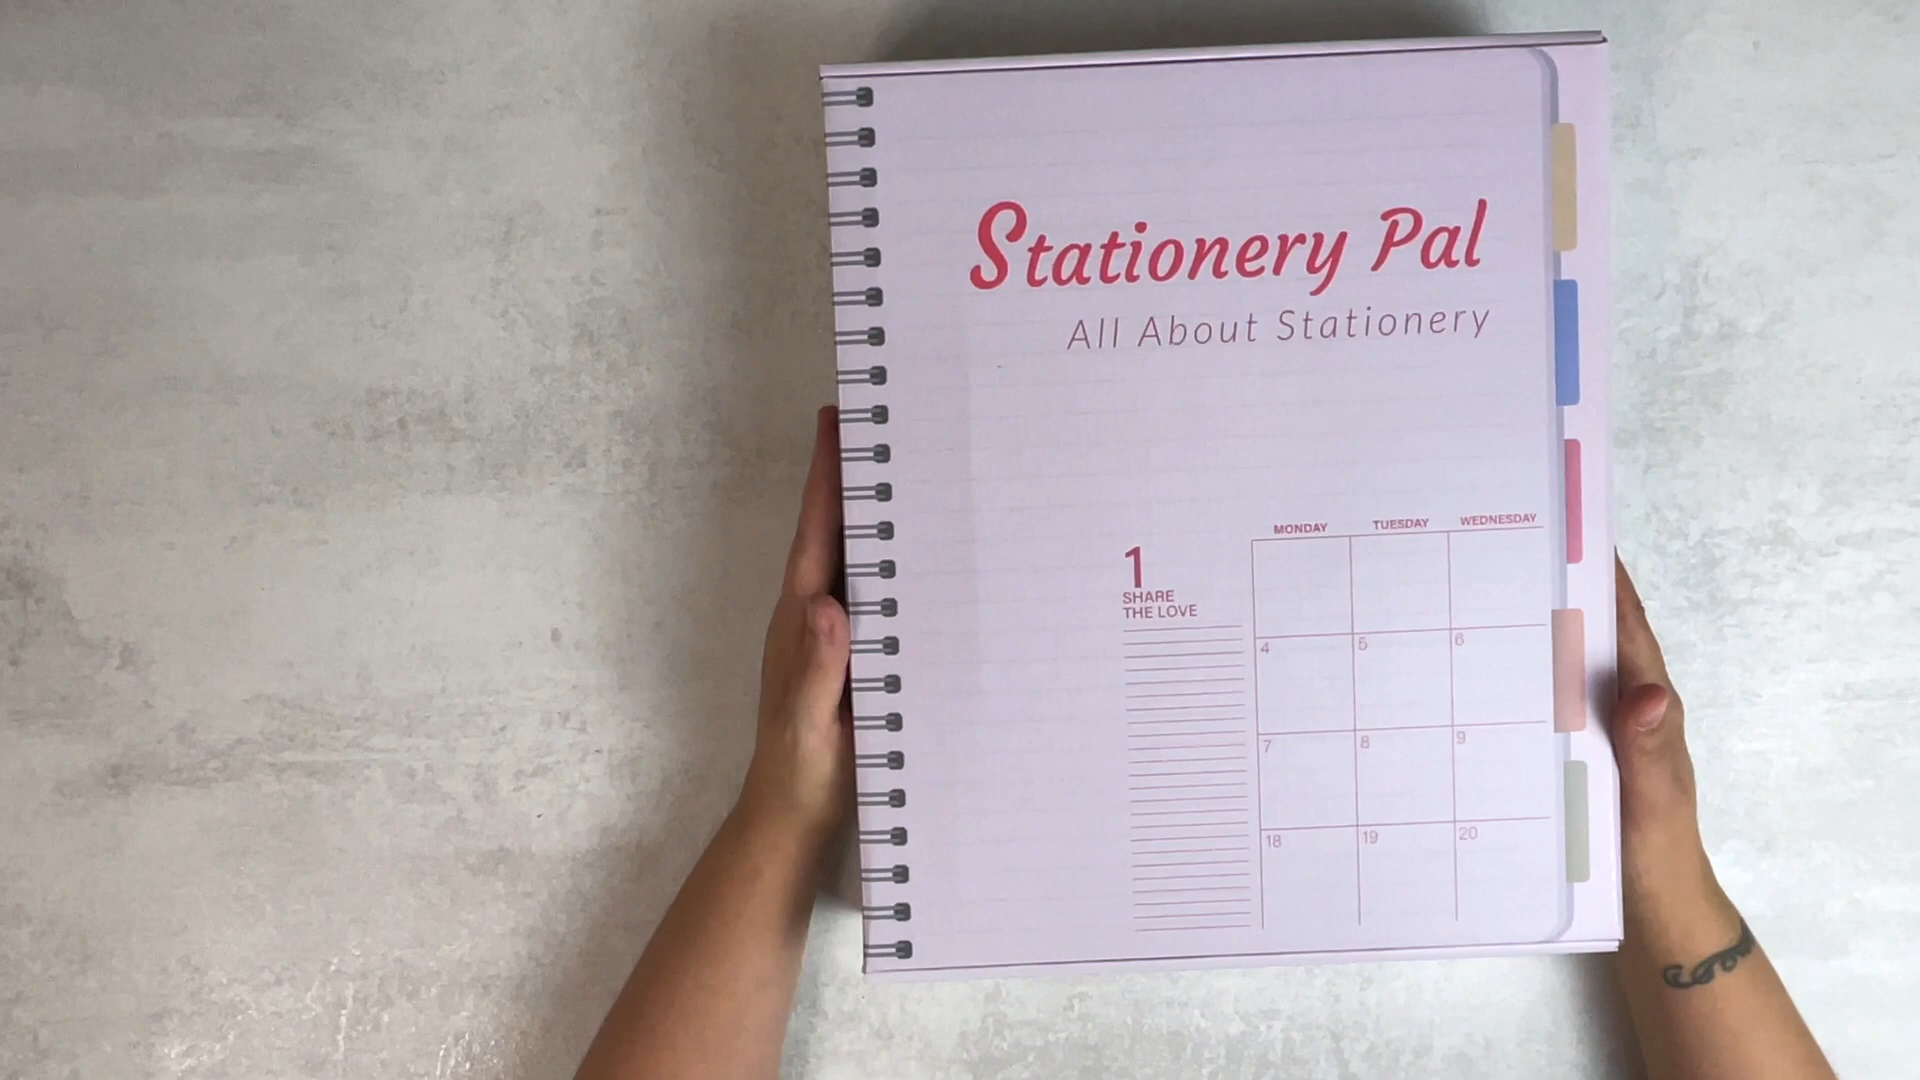 Stationery Pal
All About Stationery
MONDAY TUESDAY WEDNESDAY
1
SHARE
THE LOVE
4 5 6
7 8 9
18 19 20